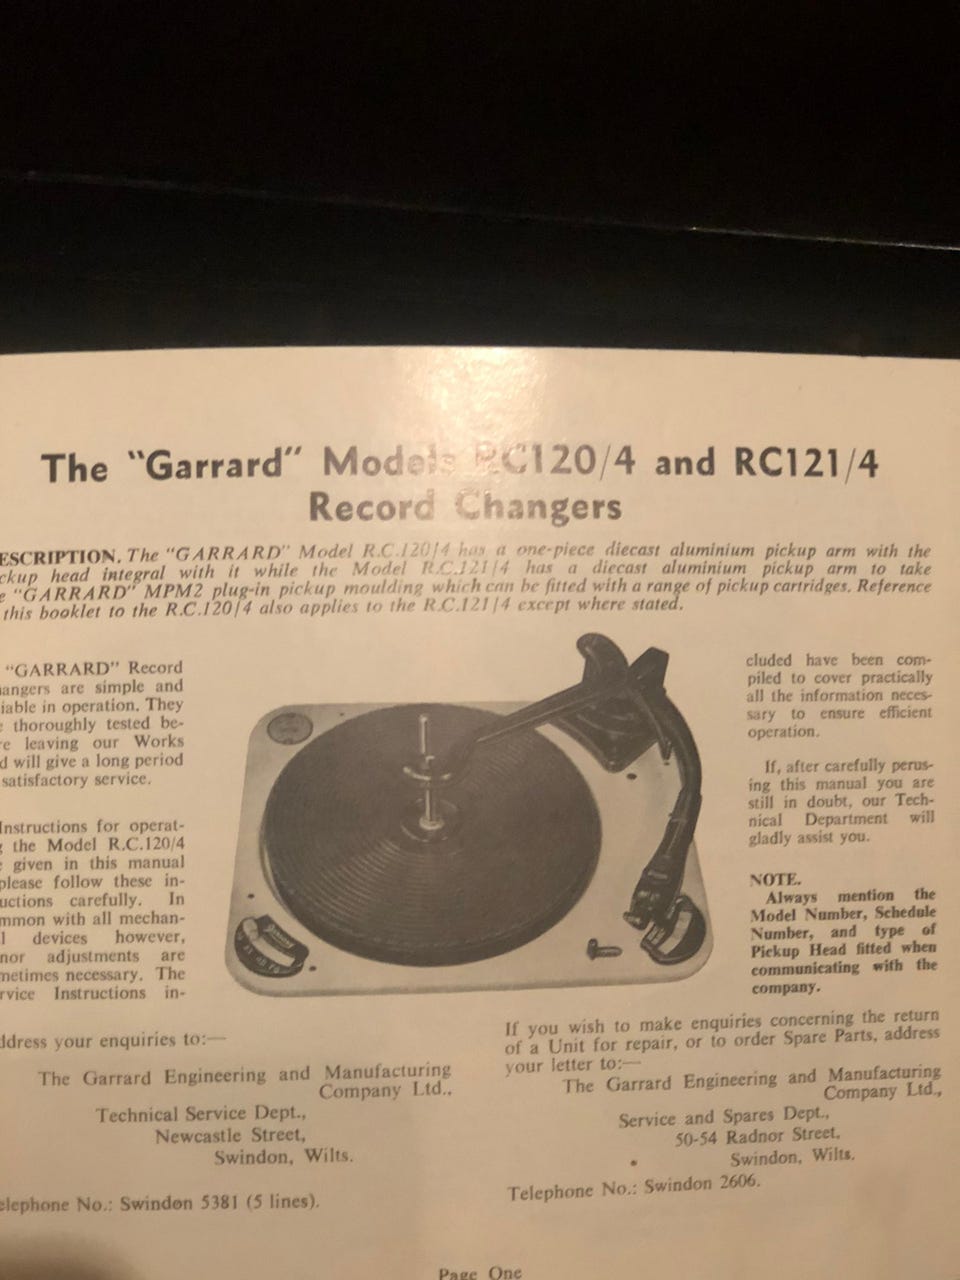 The "Garrard" Models RC120/4 and RC121/4
Record Changers
ESCRIPTION. The "GARRARD" Model R.C.120/4 has a one-piece diecast aluminium pickup arm with the
ckup head integral with it while the Model R.C.121/4 has a diecast aluminium pickup arm to take
e "GARRARD" MPM2 plug-in pickup moulding which can be fitted with a range of pickup cartridges. Reference
this booklet to the R.C.120/4 also applies to the R.C.121/4 except where stated.
"GARRARD" Record
angers are simple and
iable in operation. They
e thoroughly tested be-
re leaving our Works
d will give a long period
satisfactory service.
Instructions for operat-
g the Model R.C.120/4
e given in this manual
please follow these in-
uctions carefully. In
mmon with all mechan-
l devices however,
nor adjustments are
metimes necessary. The
rvice Instructions in-
cluded have been com-
piled to cover practically
all the information neces-
sary to ensure efficient
operation.
If, after carefully perus-
ing this manual you are
still in doubt, our Tech-
nical Department will
gladly assist you.
NOTE.
Always mention the
Model Number, Schedule
Number, and type of
Pickup Head fitted when
communicating with the
company.
ddress your enquiries to:—
The Garrard Engineering and Manufacturing
Company Ltd.,
Technical Service Dept.,
Newcastle Street,
Swindon, Wilts.
elephone No.: Swindon 5381 (5 lines).
If you wish to make enquiries concerning the return
of a Unit for repair, or to order Spare Parts, address
your letter to:—
The Garrard Engineering and Manufacturing
Company Ltd.,
Service and Spares Dept.,
50-54 Radnor Street,
Swindon, Wilts.
Telephone No.: Swindon 2606.
Page One